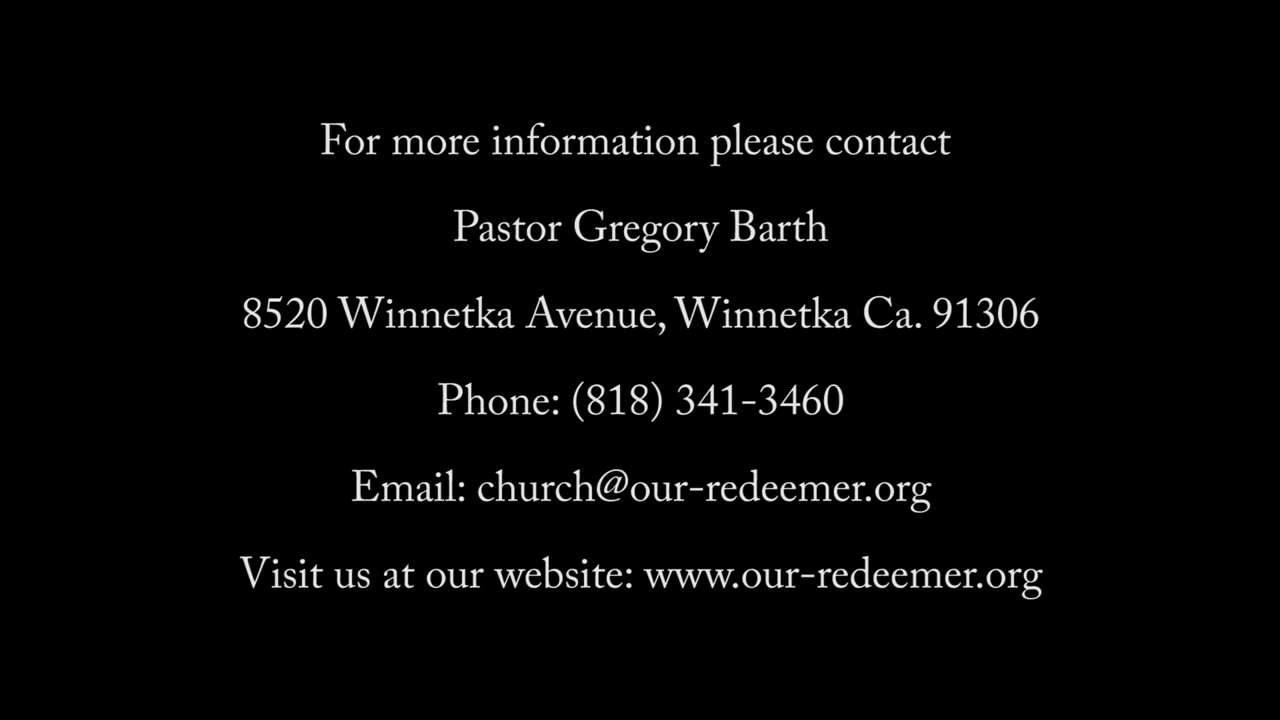 For more information please contact
Pastor Gregory Barth
8520 Winnetka Avenue, Winnetka Ca. 91306
Phone: (818) 341-3460
Email: church@our-redeemer.org
Visit us at our website: www.our-redeemer.org